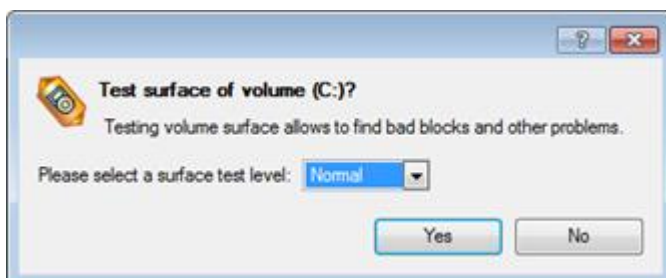 ?
Test surface of volume (C:)?
Testing volume surface allows to find bad blocks and other problems.
Please select a surface test level: Normal
Yes No